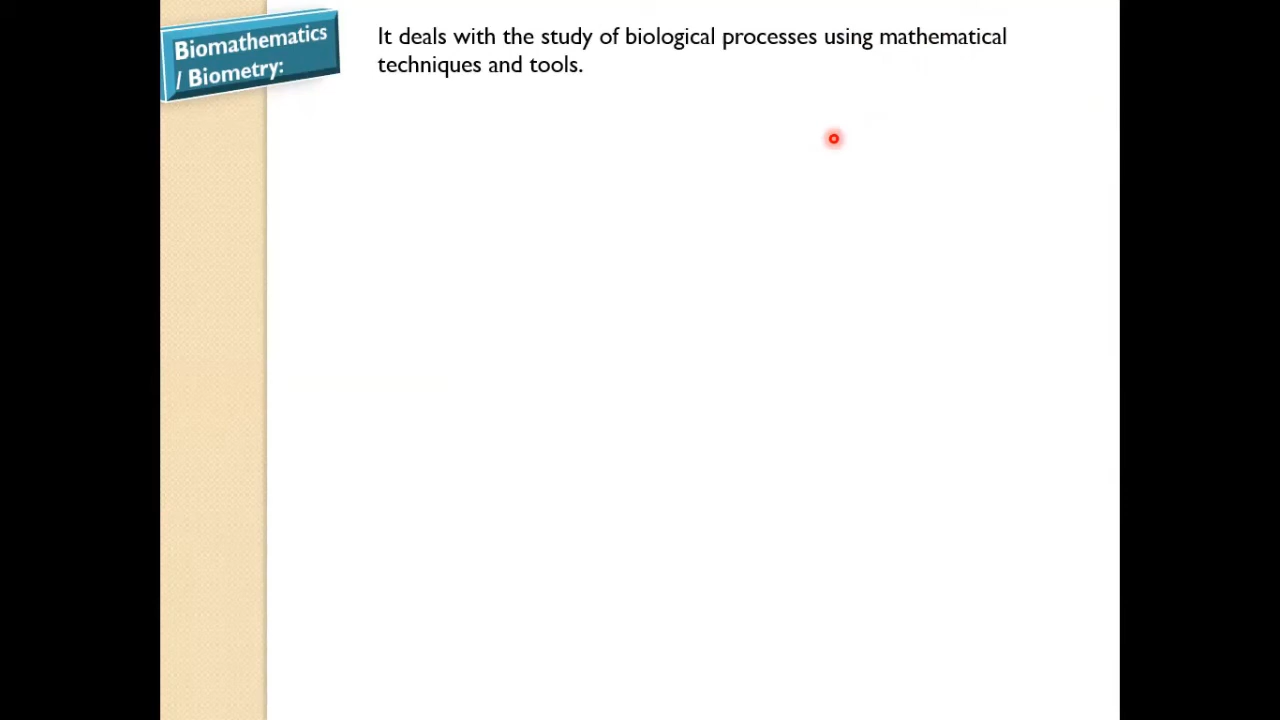 Biomathematics
/ Biometry:
It deals with the study of biological processes using mathematical
techniques and tools.